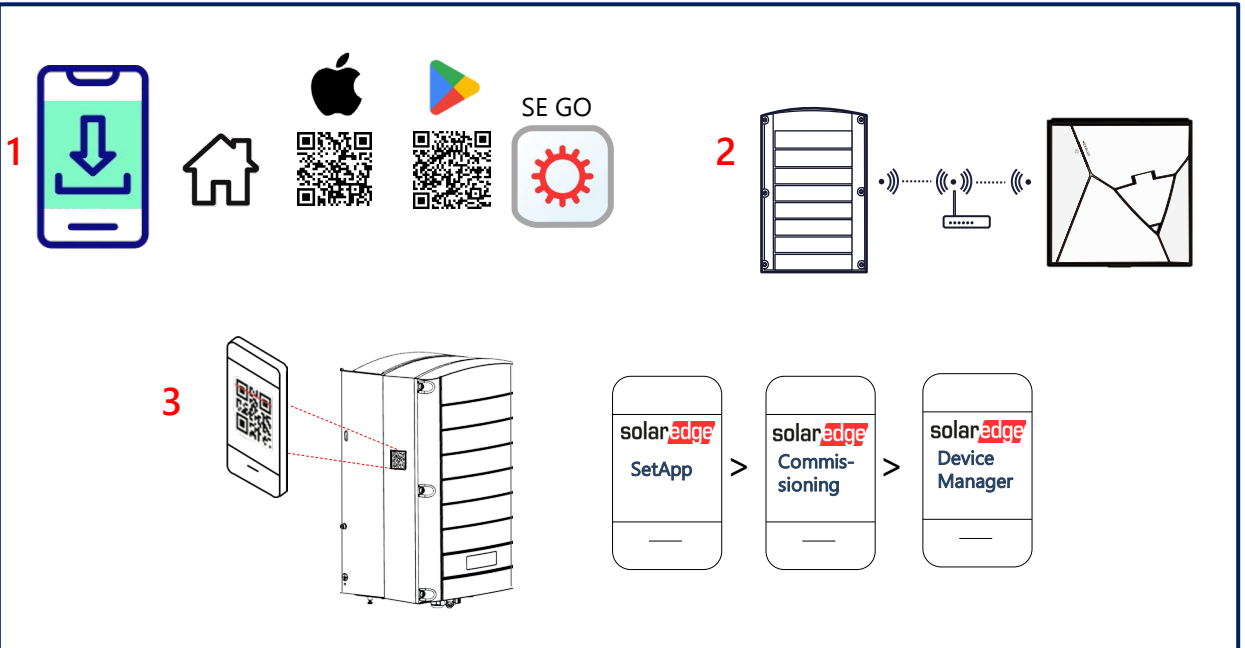 1
SE GO
2
3
solaredge
SetApp
>
solaredge
Commis-
sioning
>
solaredge
Device
Manager